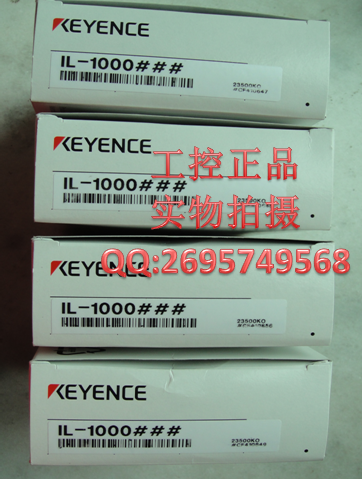 KEYENCE
IL-1000###
23500KO
KEYENCE
IL-1000###
工控正品
23500KO
实物拍摄
QQ:2695749568
KEYENCE
IL-1000###
23500KO
KEYENCE
IL-1000###
23500KO